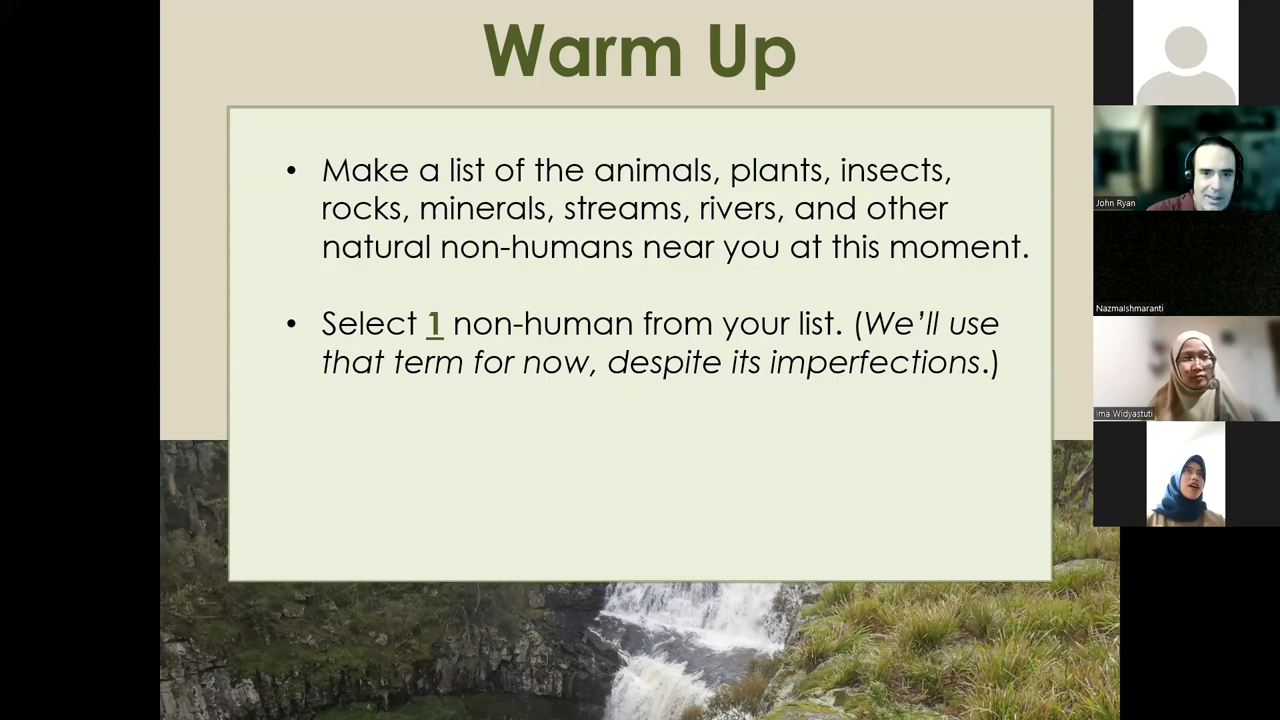 Warm Up
• Make a list of the animals, plants, insects,
rocks, minerals, streams, rivers, and other
natural non-humans near you at this moment.
• Select 1 non-human from your list. (We’ll use
that term for now, despite its imperfections.)
John Ryan
NazmaIshmaranti
Ima Widyastuti